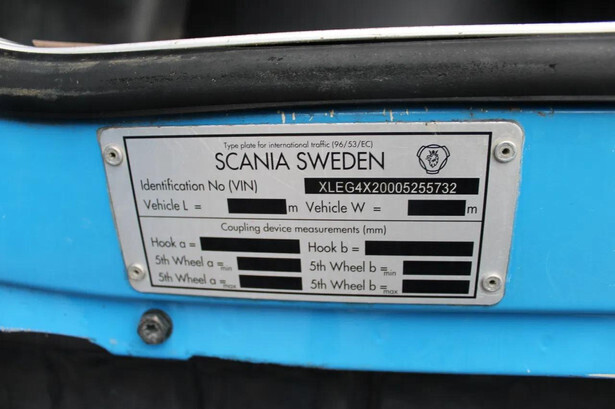 Type plate for international traffic (96/53/EC)
SCANIA SWEDEN
Identification No (VIN) XLEG4X20005255732
Vehicle L = m Vehicle W = m
Coupling device measurements (mm)
Hook a = Hook b =
5th Wheel a = min 5th Wheel b = min
5th Wheel a = max 5th Wheel b = max